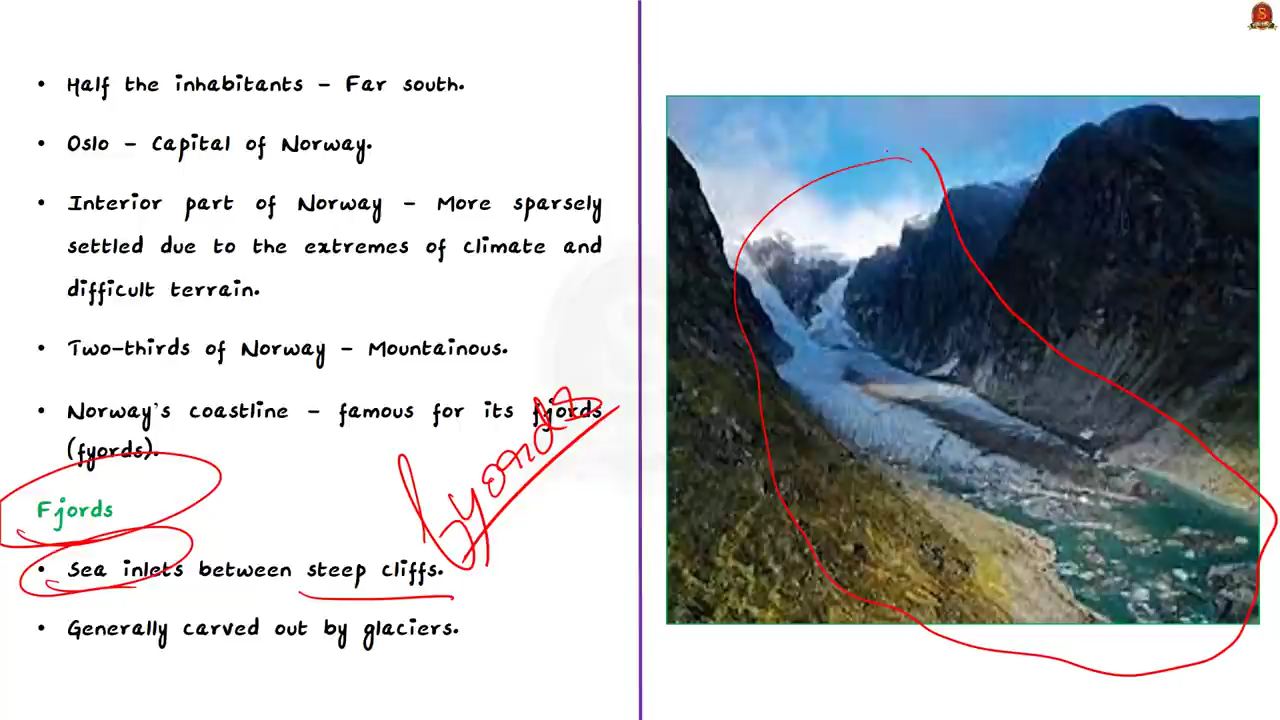 • Half the inhabitants – Far south.
• Oslo – Capital of Norway.
• Interior part of Norway – More sparsely
settled due to the extremes of climate and
difficult terrain.
• Two-thirds of Norway – Mountainous.
• Norway's coastline – famous for its fjords
(fyords).
fyords
Fjords
• Sea inlets between steep cliffs.
• Generally carved out by glaciers.